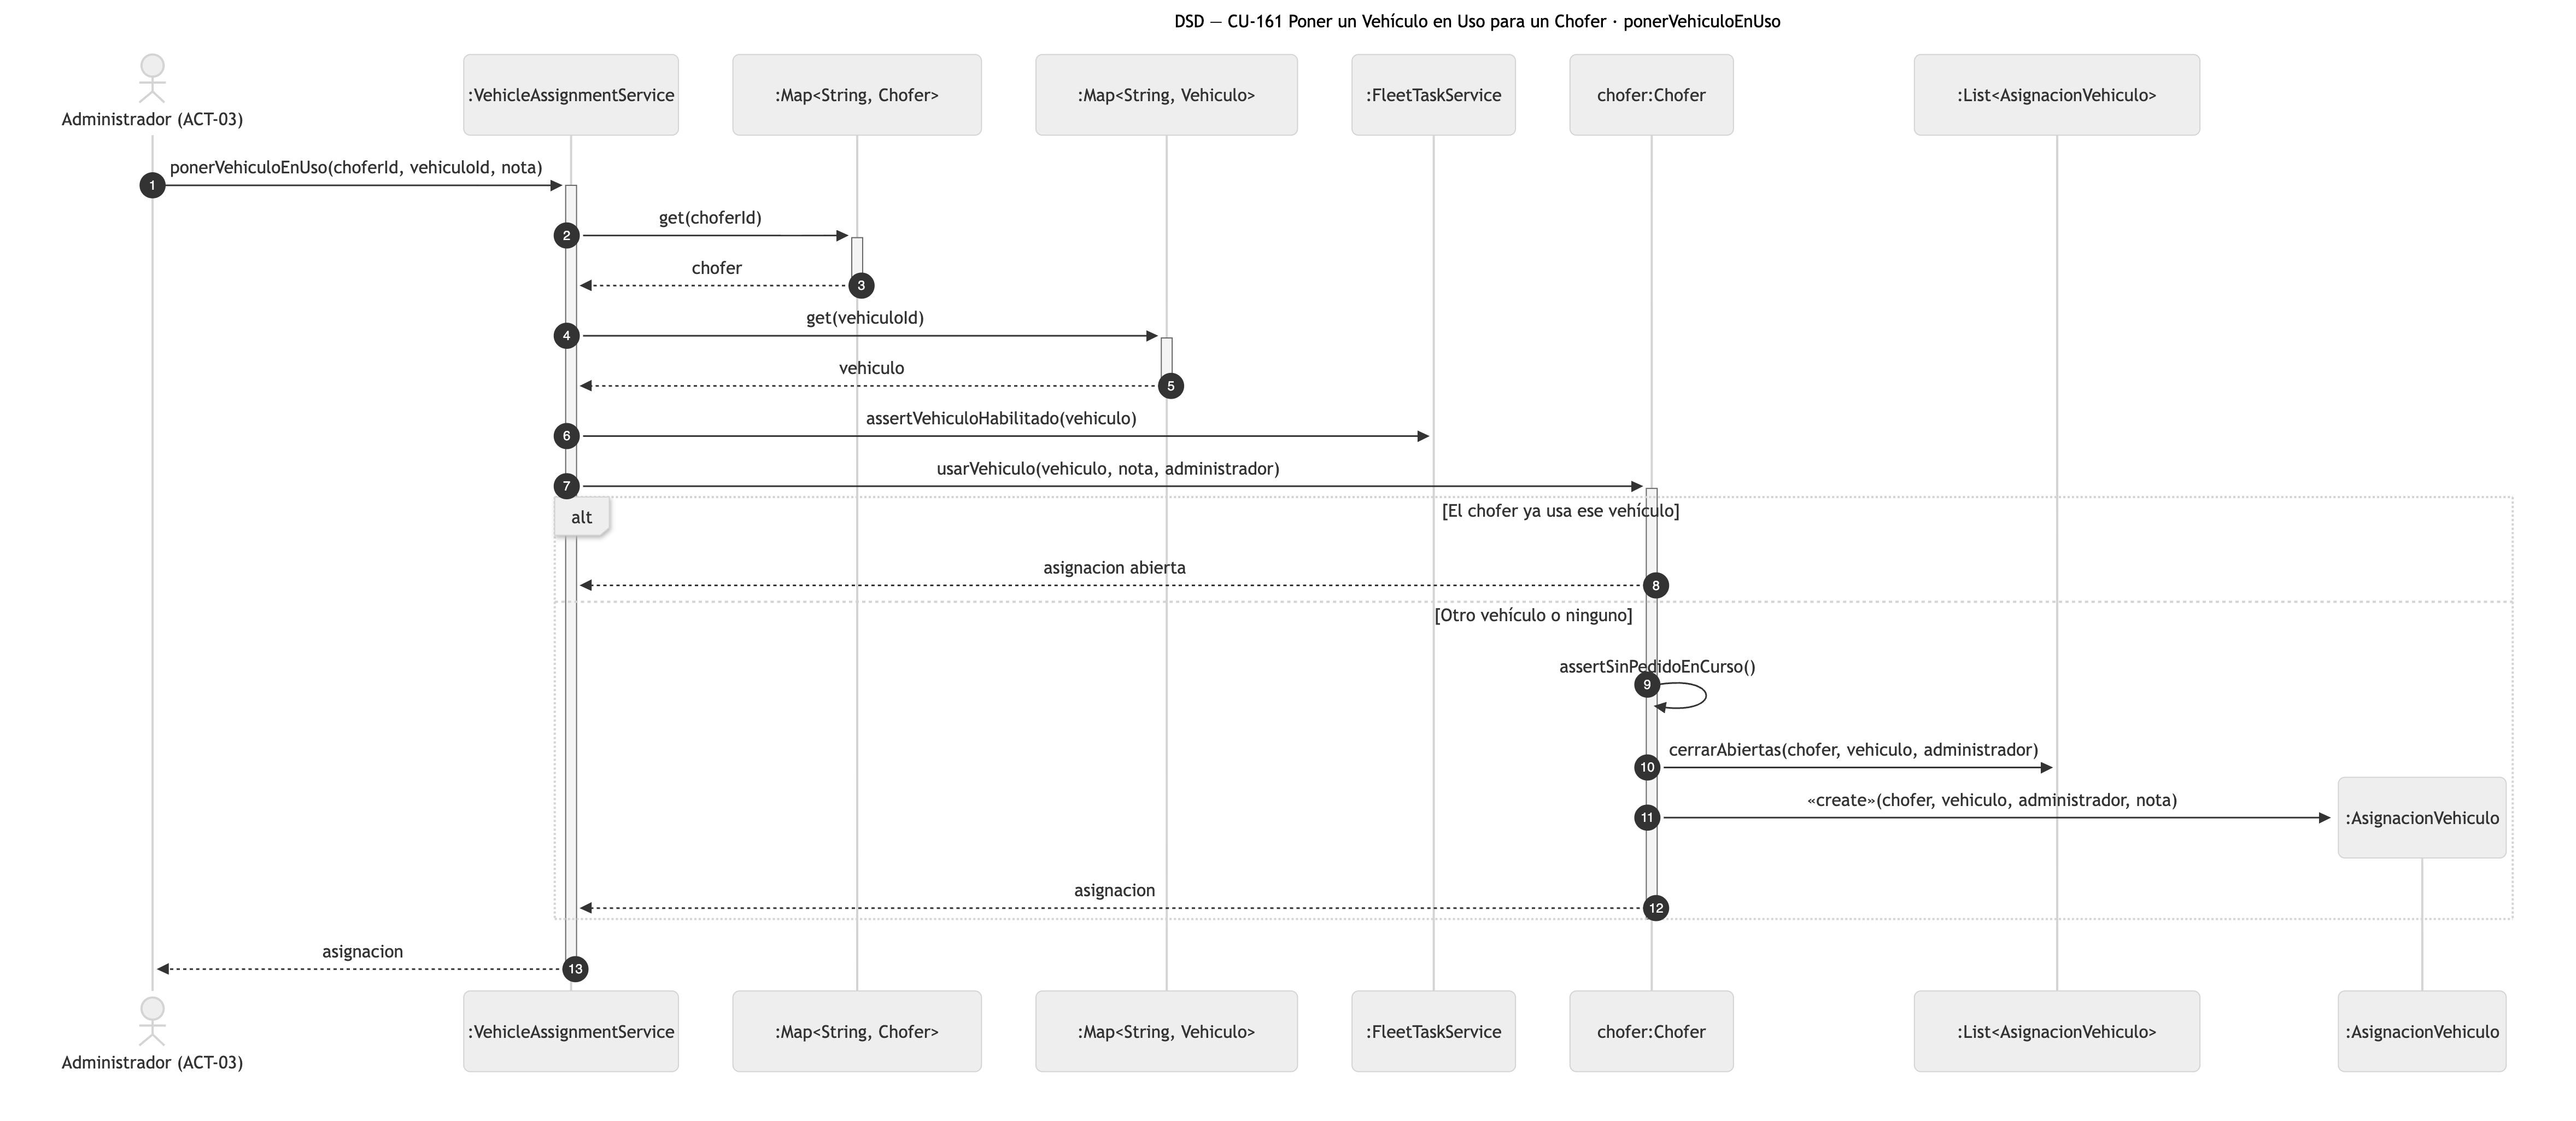 DSD — CU-161 Poner un Vehículo en Uso para un Chofer · ponerVehiculoEnUso
Administrador (ACT-03)
:VehicleAssignmentService
:Map<String, Chofer>
:Map<String, Vehiculo>
:FleetTaskService
chofer:Chofer
:List<AsignacionVehiculo>
1
ponerVehiculoEnUso(choferId, vehiculoId, nota)
2
get(choferId)
chofer
3
4
get(vehiculoId)
vehiculo
5
6
assertVehiculoHabilitado(vehiculo)
7
usarVehiculo(vehiculo, nota, administrador)
alt
[El chofer ya usa ese vehículo]
asignacion abierta
8
[Otro vehículo o ninguno]
assertSinPedidoEnCurso()
9
cerrarAbiertas(chofer, vehiculo, administrador)
10
«create»(chofer, vehiculo, administrador, nota)
11
:AsignacionVehiculo
asignacion
12
asignacion
13
Administrador (ACT-03)
:VehicleAssignmentService
:Map<String, Chofer>
:Map<String, Vehiculo>
:FleetTaskService
chofer:Chofer
:List<AsignacionVehiculo>
:AsignacionVehiculo